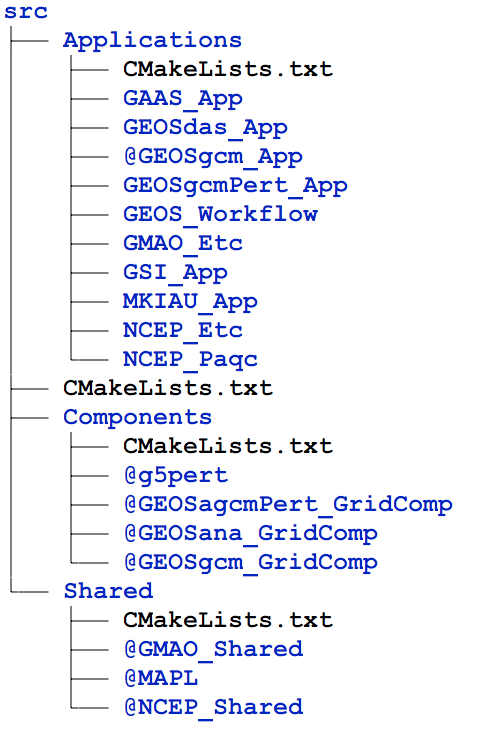 src
Applications
CMakeLists.txt
GAAS_App
GEOSdas_App
@GEOSgcm_App
GEOSgcmPert_App
GEOS_Workflow
GMAO_Etc
GSI_App
MKIAU_App
NCEP_Etc
NCEP_Paqc
CMakeLists.txt
Components
CMakeLists.txt
@g5pert
@GEOSagcmPert_GridComp
@GEOSana_GridComp
@GEOSgcm_GridComp
Shared
CMakeLists.txt
@GMAO_Shared
@MAPL
@NCEP_Shared